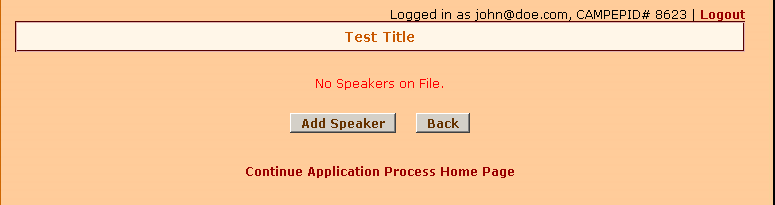 Logged in as john@doe.com, CAMPEPID# 8623 | Logout
Test Title
No Speakers on File.
Add Speaker Back
Continue Application Process Home Page